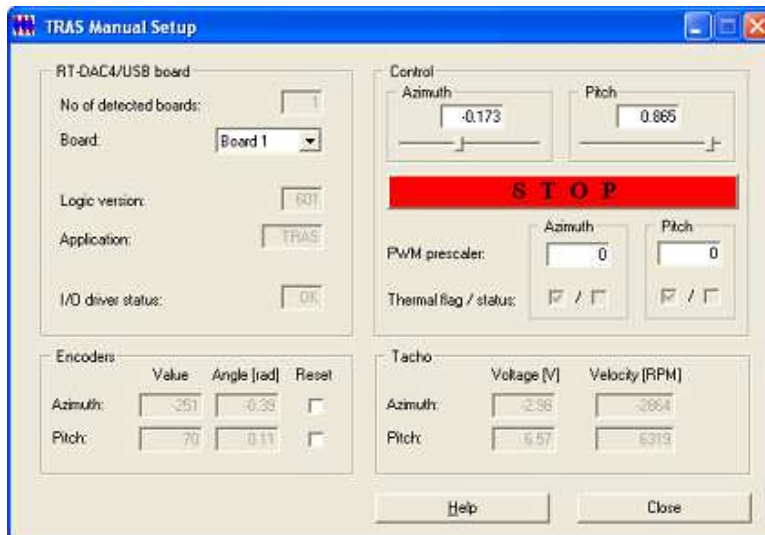 TRAS Manual Setup
RT-DAC4/USB board
No of detected boards: 1
Board: Board 1
Logic version: 601
Application: TRAS
I/O driver status: OK
Control
Azimuth Pitch
-0.173 0.865
S T O P
Azimuth Pitch
PWM prescaler: 0 0
Thermal flag / status: / /
Encoders
Value Angle [rad] Reset
Azimuth: -251 -0.39
Pitch: 70 0.11
Tacho
Voltage [V] Velocity [RPM]
Azimuth: -2.98 -2864
Pitch: 6.57 6319
Help Close